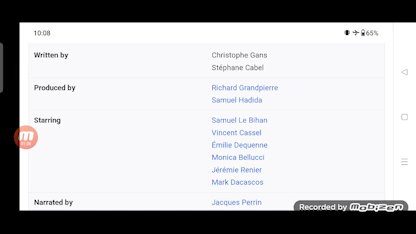 10:08
65%
Written by
Christophe Gans
Stéphane Cabel
Produced by
Richard Grandpierre
Samuel Hadida
Starring
Samuel Le Bihan
Vincent Cassel
Émilie Dequenne
Monica Bellucci
Jérémie Renier
Mark Dacascos
Narrated by
Jacques Perrin
Recorded by Mobizen